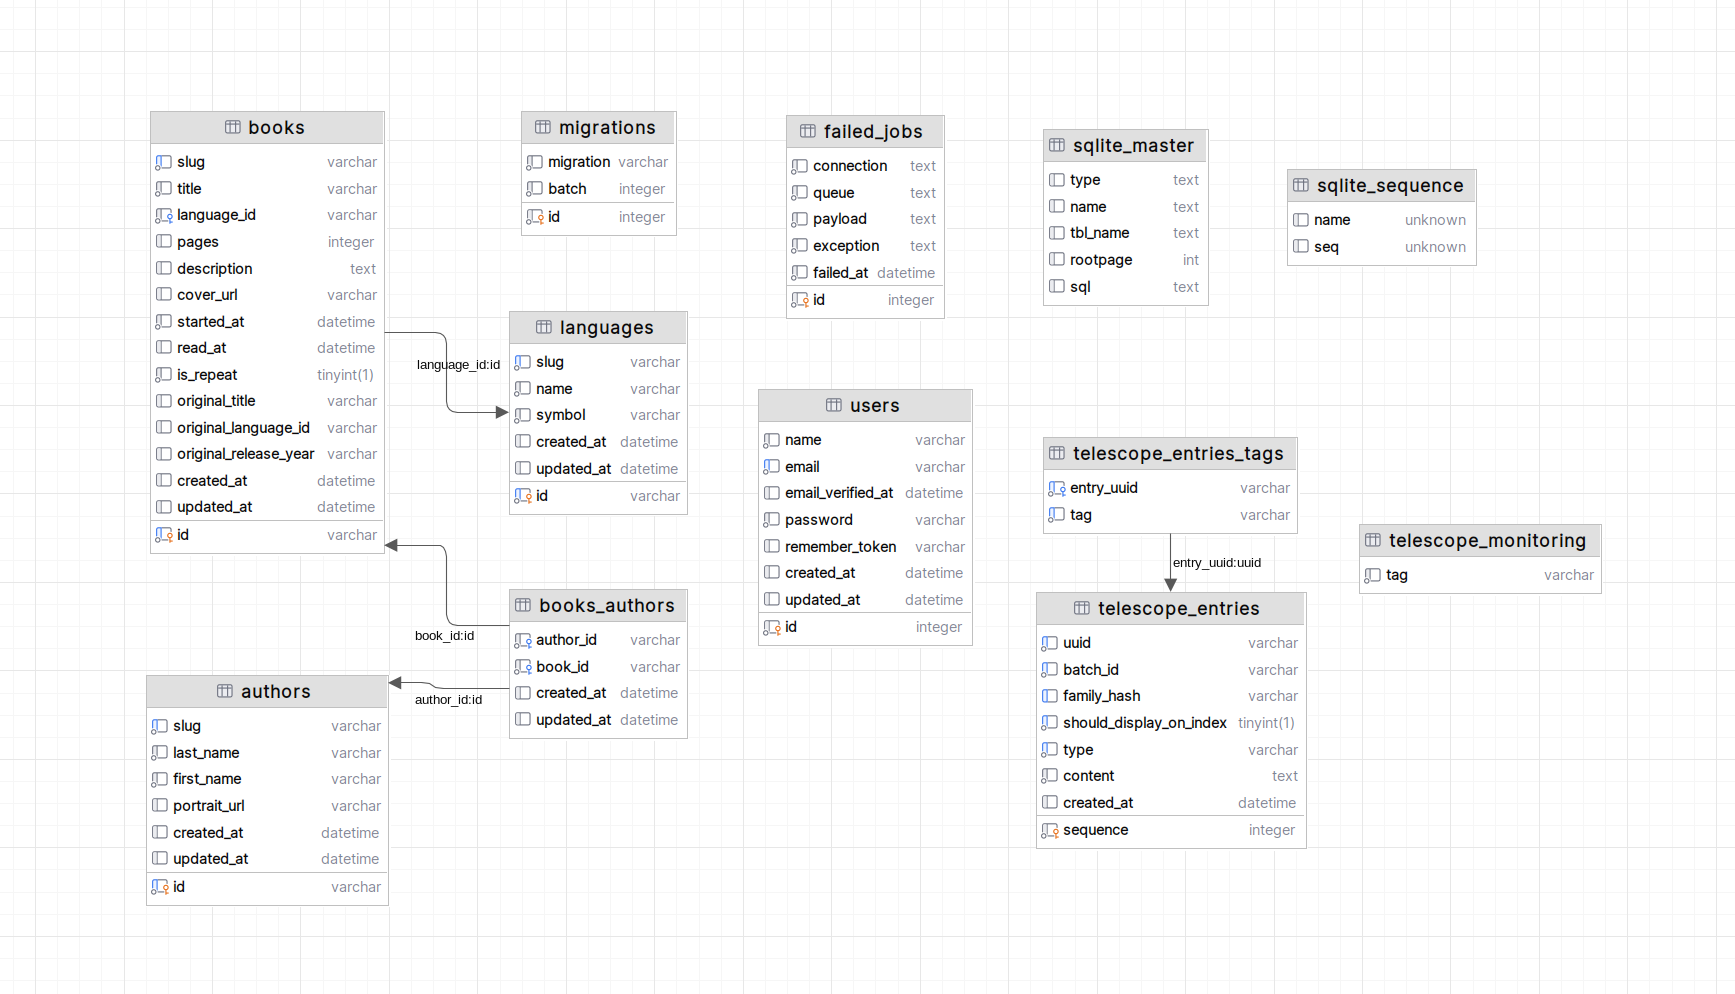 books
slug varchar
title varchar
language_id varchar
pages integer
description text
cover_url varchar
started_at datetime
read_at datetime
is_repeat tinyint(1)
original_title varchar
original_language_id varchar
original_release_year varchar
created_at datetime
updated_at datetime
id varchar
migrations
migration varchar
batch integer
id integer
failed_jobs
connection text
queue text
payload text
exception text
failed_at datetime
id integer
sqlite_master
type text
name text
tbl_name text
rootpage int
sql text
sqlite_sequence
name unknown
seq unknown
language_id:id
languages
slug varchar
name varchar
symbol varchar
created_at datetime
updated_at datetime
id varchar
users
name varchar
email varchar
email_verified_at datetime
password varchar
remember_token varchar
created_at datetime
updated_at datetime
id integer
telescope_entries_tags
entry_uuid varchar
tag varchar
entry_uuid:uuid
telescope_monitoring
tag varchar
telescope_entries
uuid varchar
batch_id varchar
family_hash varchar
should_display_on_index tinyint(1)
type varchar
content text
created_at datetime
sequence integer
books_authors
author_id varchar
book_id varchar
created_at datetime
updated_at datetime
book_id:id
author_id:id
authors
slug varchar
last_name varchar
first_name varchar
portrait_url varchar
created_at datetime
updated_at datetime
id varchar